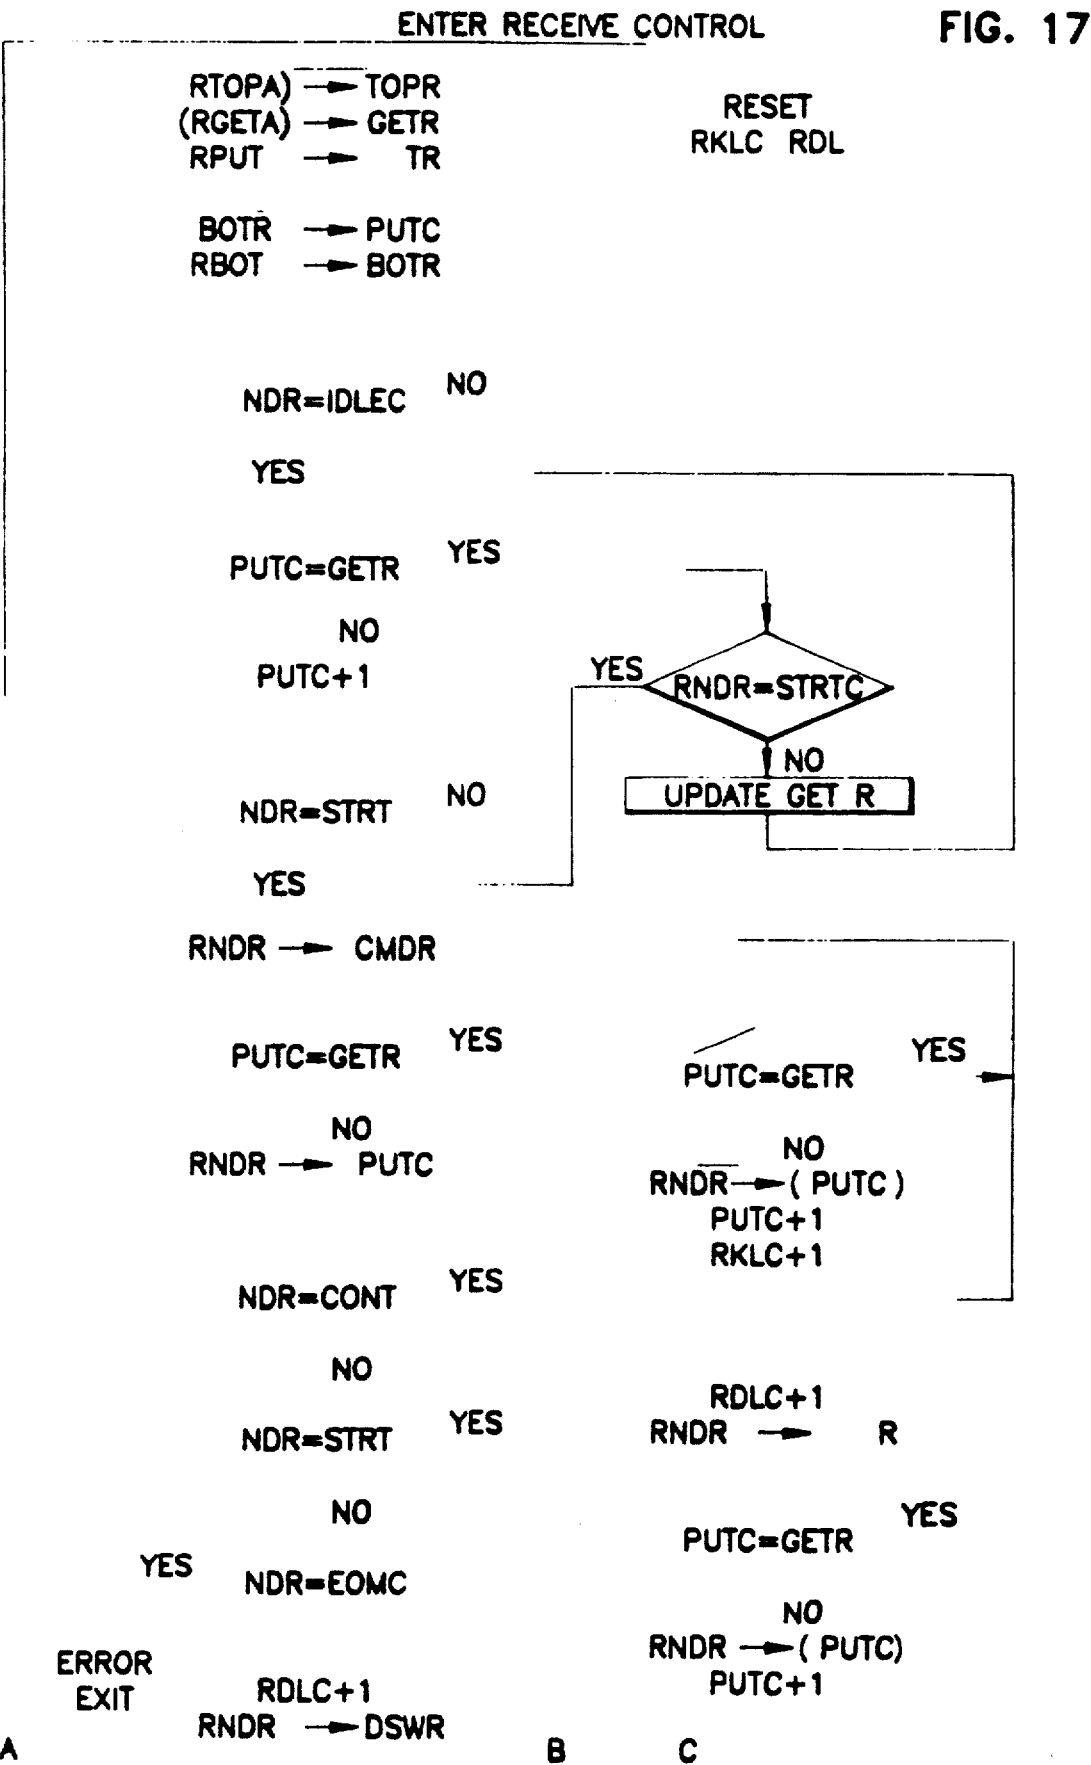 ENTER RECEIVE CONTROL
FIG. 17
RTOPA) → TOPR
(RGETA) → GETR
RPUT → TR
BOTR → PUTC
RBOT → BOTR
RESET
RKLC RDL
NDR=IDLEC
NO
YES
PUTC=GETR
YES
NO
PUTC+1
YES
RNDR=STRTC
NO
UPDATE GET R
NDR=STRT
NO
YES
RNDR → CMDR
PUTC=GETR
YES
NO
RNDR → PUTC
NDR=CONT
YES
NO
NDR=STRT
YES
NO
YES
NDR=EOMC
ERROR
EXIT
RDLC+1
RNDR → DSWR
PUTC=GETR
YES
NO
RNDR → ( PUTC )
PUTC+1
RKLC+1
RDLC+1
RNDR → R
PUTC=GETR
YES
NO
RNDR → ( PUTC)
PUTC+1
A
B
C